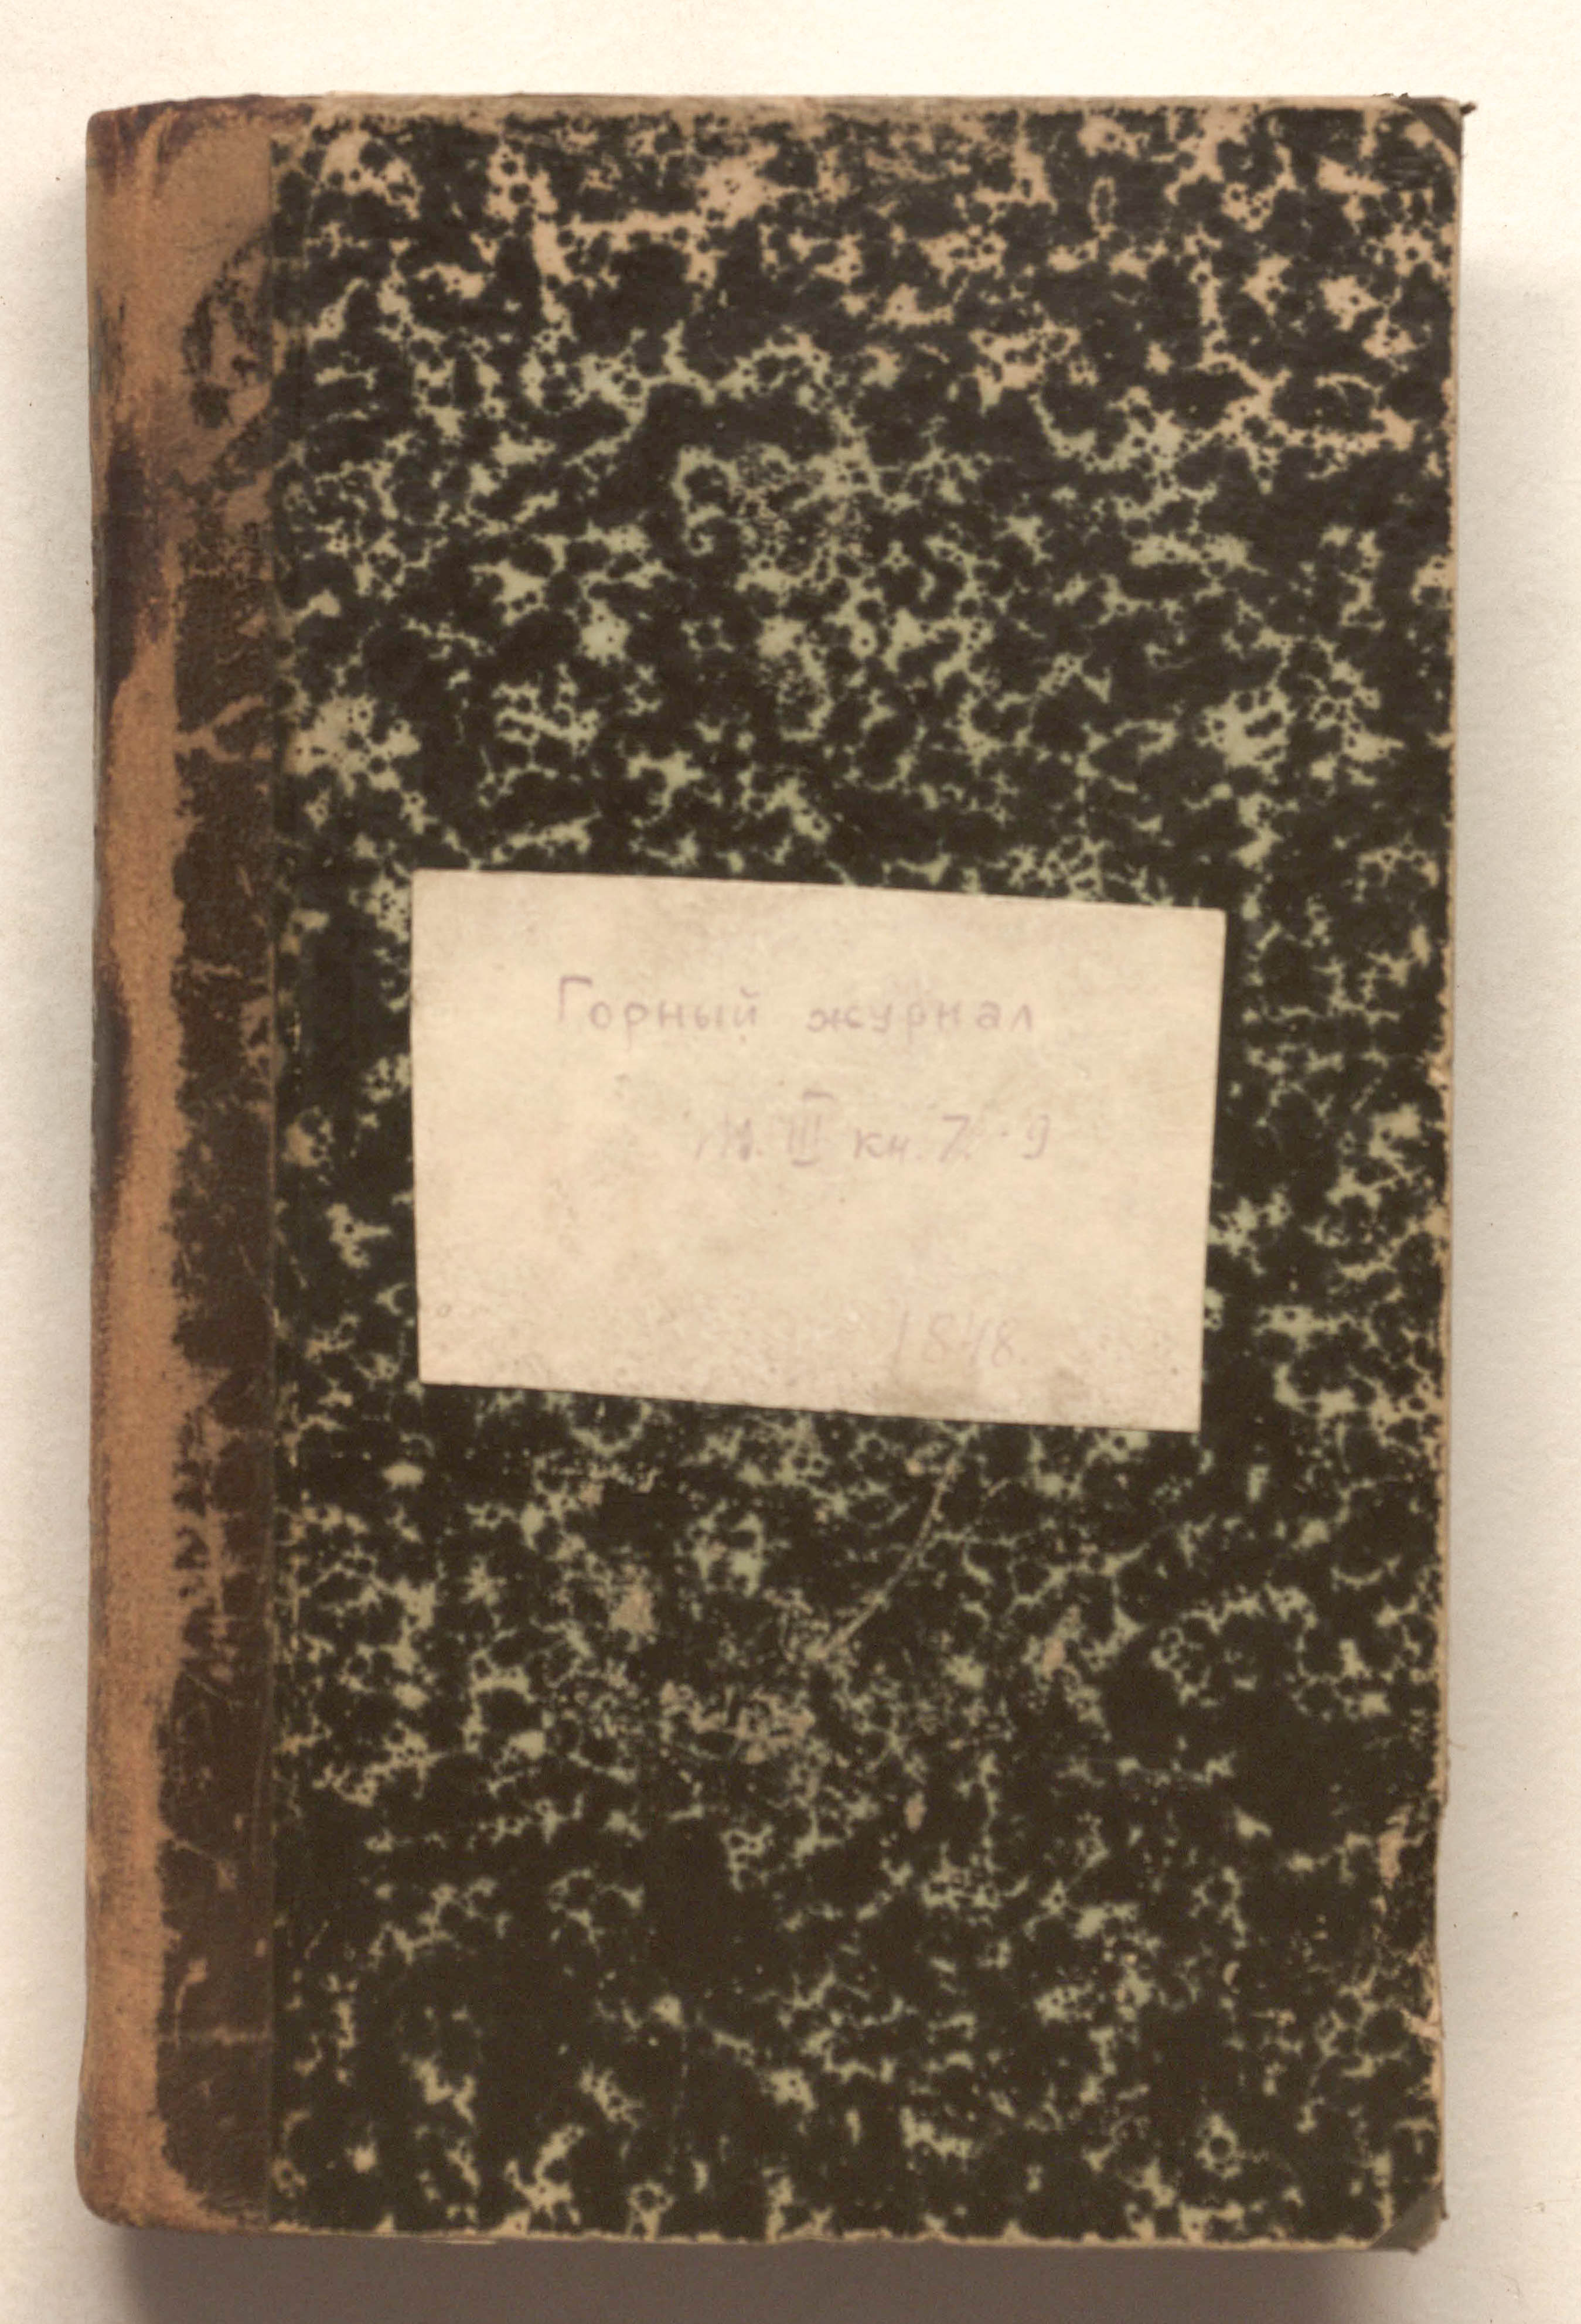 Горный журнал
т. III кн. 7-9
1848.